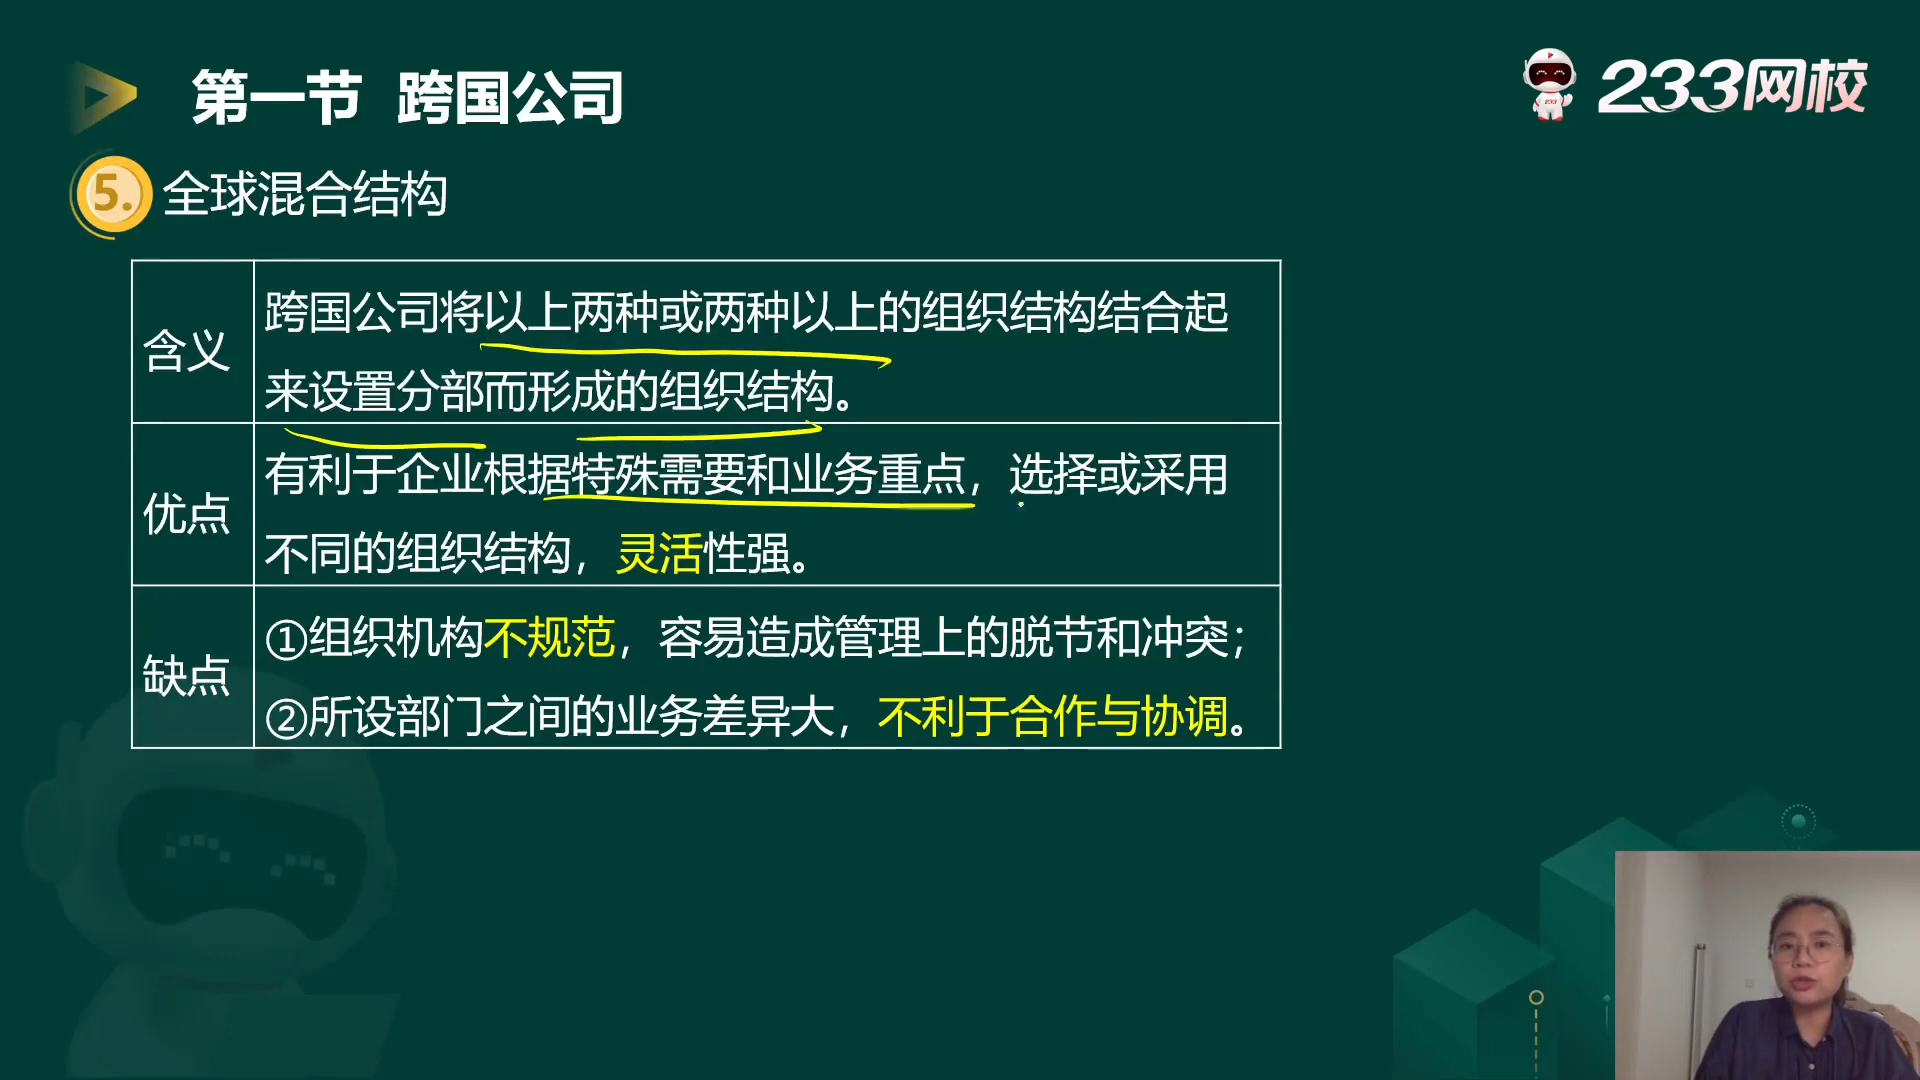 第一节 跨国公司
233网校
5.
全球混合结构
含义
跨国公司将以上两种或两种以上的组织结构结合起
来设置分部而形成的组织结构。
优点
有利于企业根据特殊需要和业务重点，选择或采用
不同的组织结构，灵活性强。
缺点
①组织机构不规范，容易造成管理上的脱节和冲突；
②所设部门之间的业务差异大，不利于合作与协调。